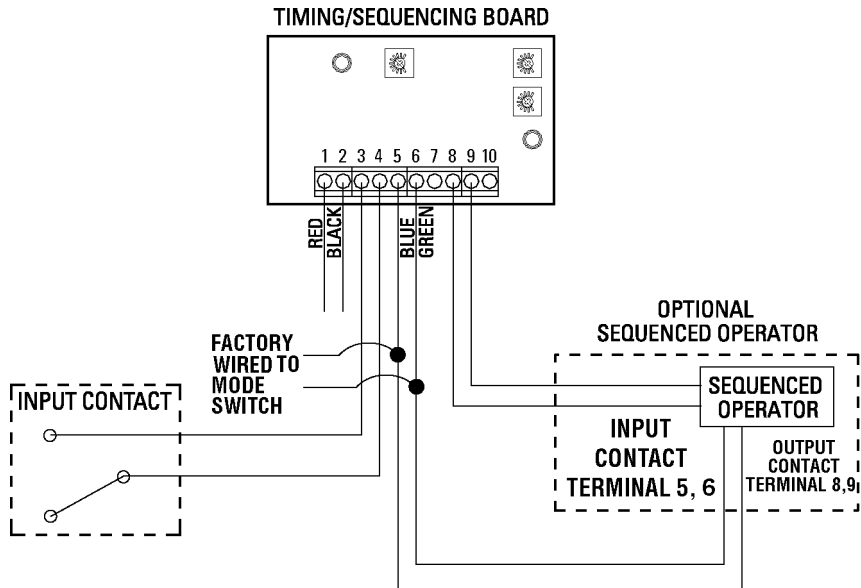 TIMING/SEQUENCING BOARD
1 2 3 4 5 6 7 8 9 10
RED
BLACK
BLUE
GREEN
FACTORY
WIRED TO
MODE
SWITCH
INPUT CONTACT
OPTIONAL
SEQUENCED OPERATOR
SEQUENCED
OPERATOR
INPUT
CONTACT
TERMINAL 5, 6
OUTPUT
CONTACT
TERMINAL 8,9